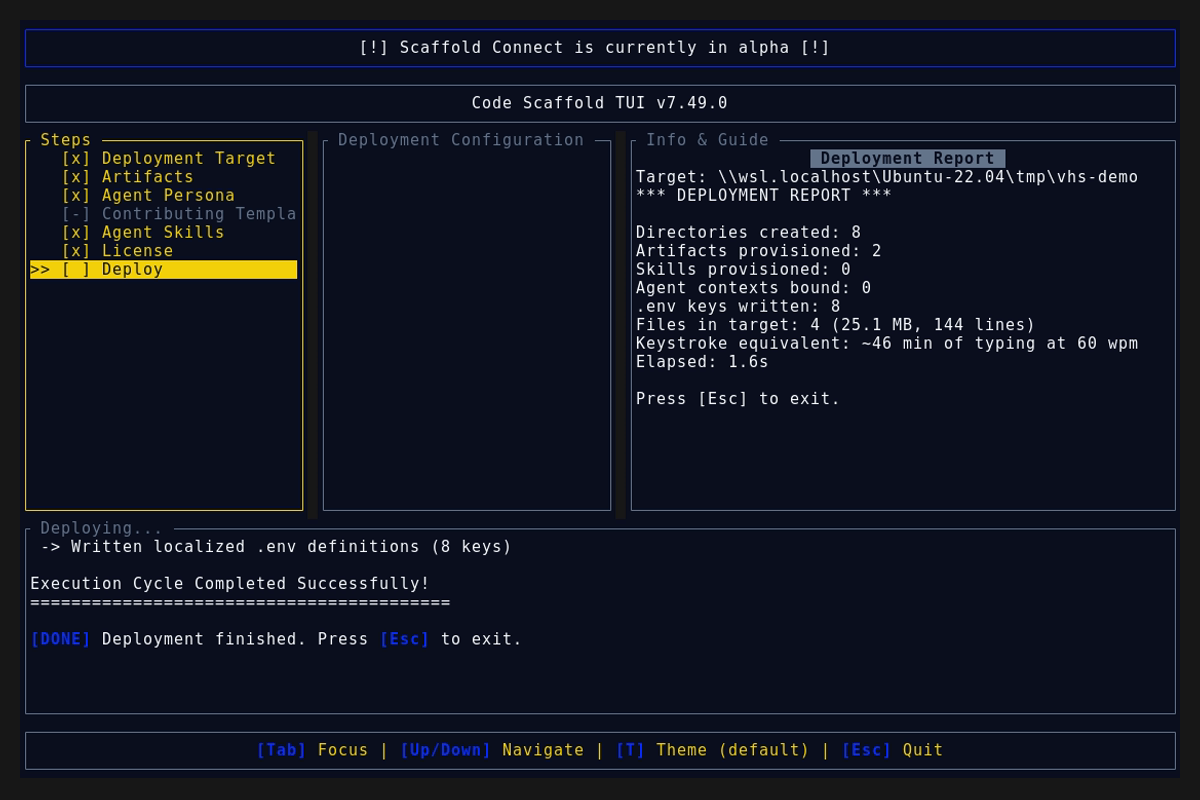 [!] Scaffold Connect is currently in alpha [!]
Code Scaffold TUI v7.49.0
Steps
[x] Deployment Target
[x] Artifacts
[x] Agent Persona
[-] Contributing Templa
[x] Agent Skills
[x] License
>> [ ] Deploy
Deployment Configuration
Info & Guide
Deployment Report
Target: \\wsl.localhost\Ubuntu-22.04\tmp\vhs-demo
*** DEPLOYMENT REPORT ***
Directories created: 8
Artifacts provisioned: 2
Skills provisioned: 0
Agent contexts bound: 0
.env keys written: 8
Files in target: 4 (25.1 MB, 144 lines)
Keystroke equivalent: ~46 min of typing at 60 wpm
Elapsed: 1.6s
Press [Esc] to exit.
Deploying...
-> Written localized .env definitions (8 keys)
Execution Cycle Completed Successfully!
=========================================
[DONE] Deployment finished. Press [Esc] to exit.
[Tab] Focus | [Up/Down] Navigate | [T] Theme (default) | [Esc] Quit